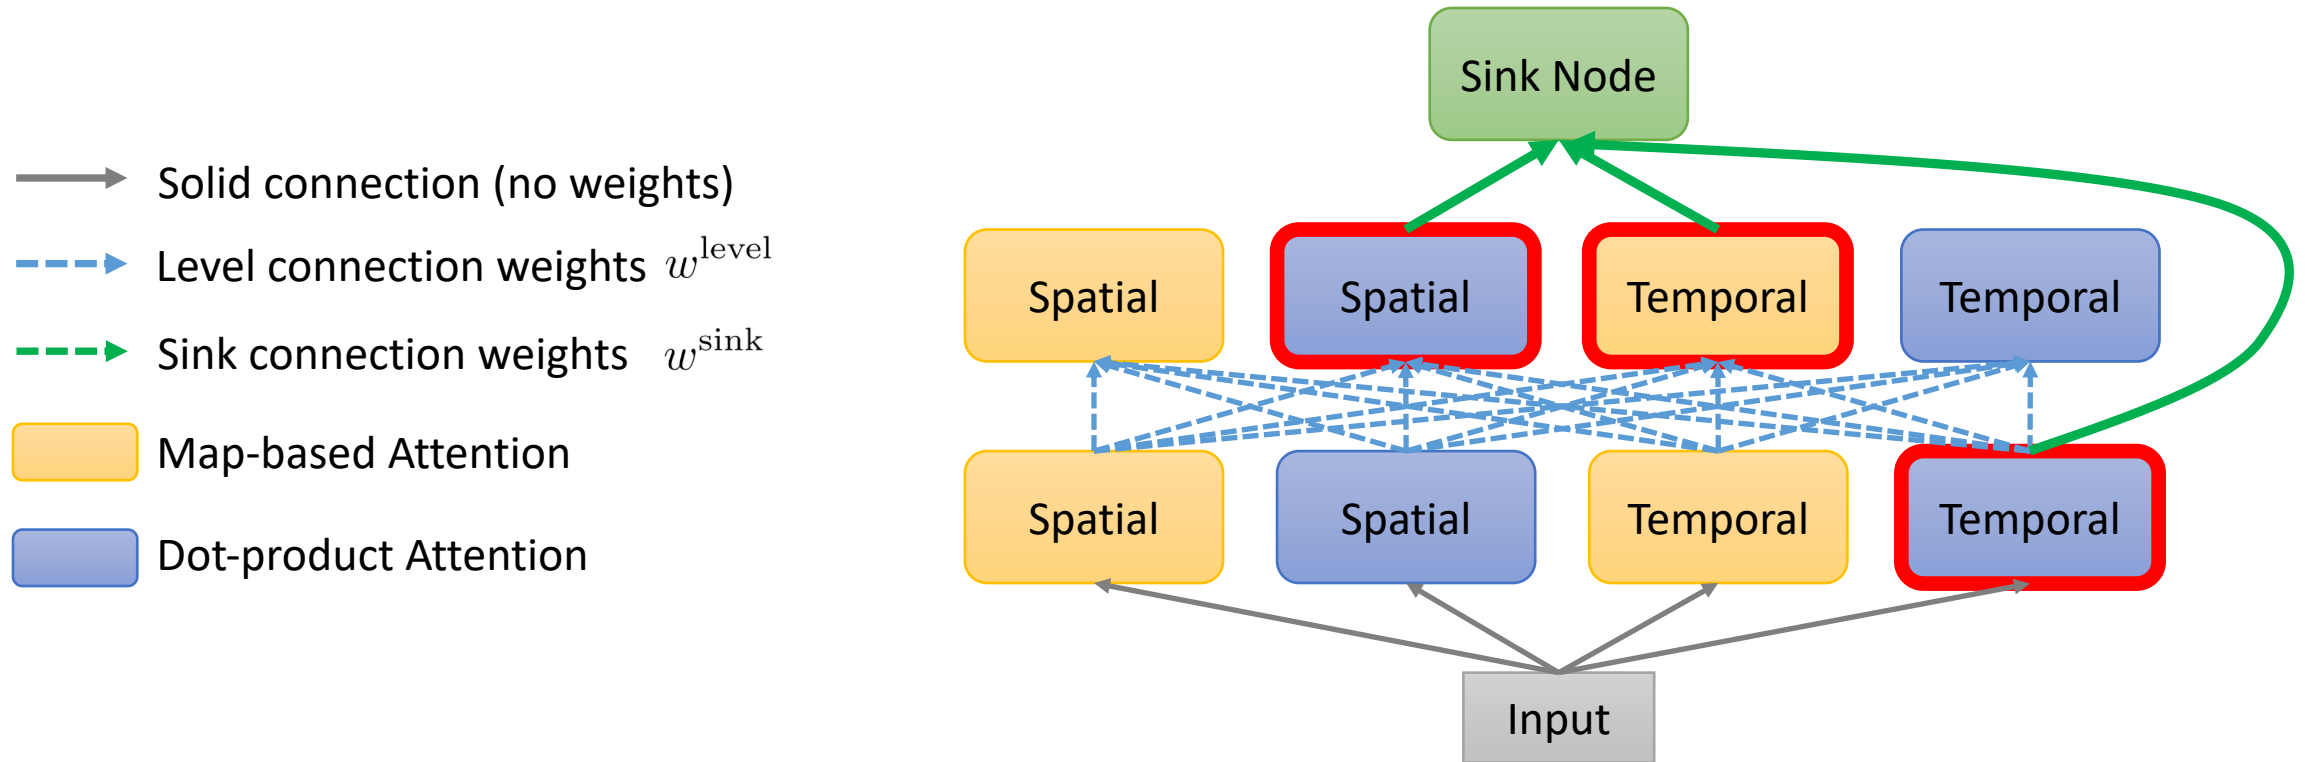 Sink Node
Solid connection (no weights)
Level connection weights w^level
Sink connection weights w^sink
Map-based Attention
Dot-product Attention
Spatial Spatial Temporal Temporal
Spatial Spatial Temporal Temporal
Input